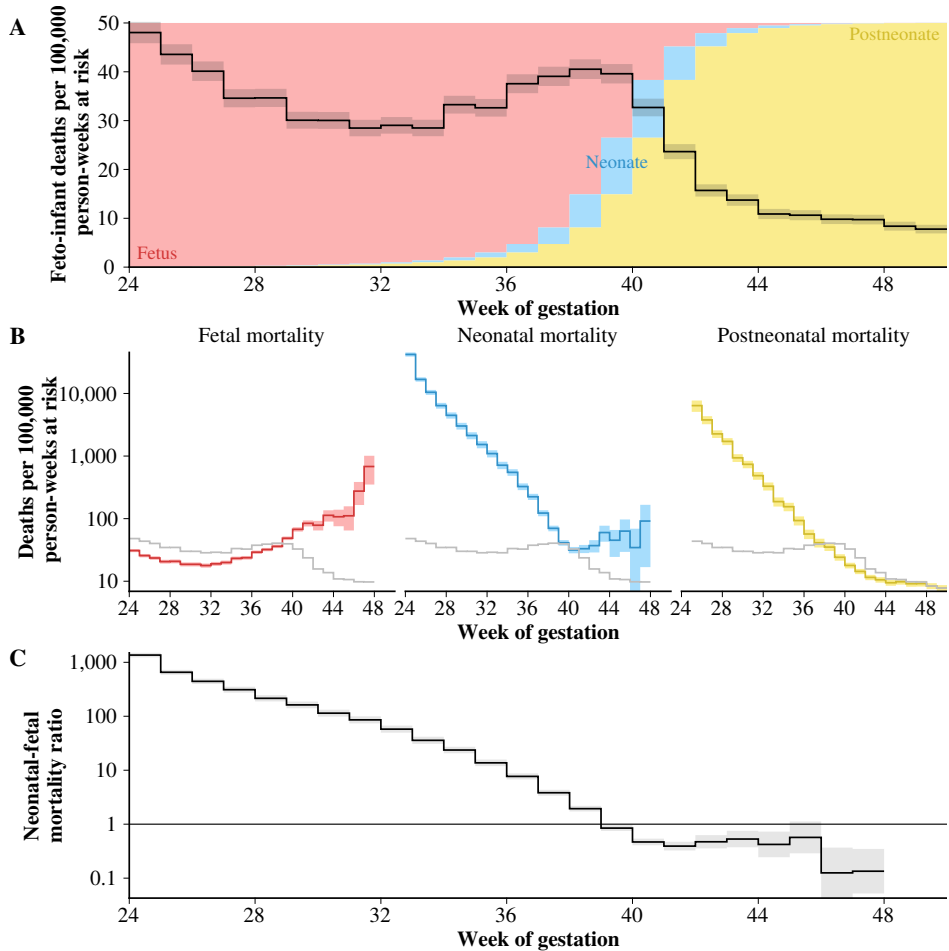 A
Feto-infant deaths per 100,000
person-weeks at risk
50
40
30
20
10
0
Postneonate
Neonate
Fetus
24
28
32
36
40
44
48
Week of gestation
B
Fetal mortality
Neonatal mortality
Postneonatal mortality
Deaths per 100,000
person-weeks at risk
10,000
1,000
100
10
24 28 32 36 40 44 48
24 28 32 36 40 44 48
24 28 32 36 40 44 48
Week of gestation
C
Neonatal-fetal
mortality ratio
1,000
100
10
1
0.1
24
28
32
36
40
44
48
Week of gestation